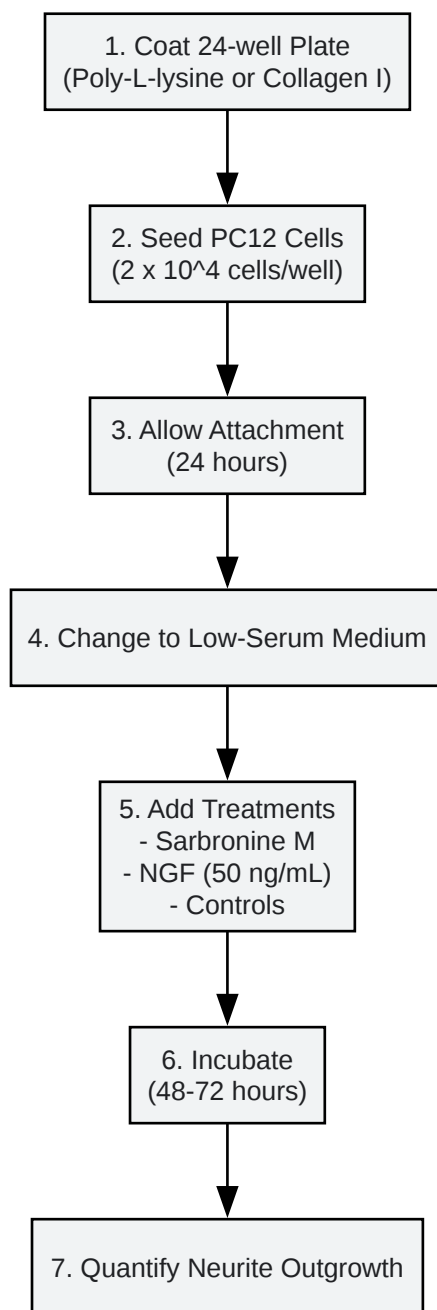 1. Coat 24-well Plate
(Poly-L-lysine or Collagen I)
2. Seed PC12 Cells
(2 x 10^4 cells/well)
3. Allow Attachment
(24 hours)
4. Change to Low-Serum Medium
5. Add Treatments
- Sarbronine M
- NGF (50 ng/mL)
- Controls
6. Incubate
(48-72 hours)
7. Quantify Neurite Outgrowth